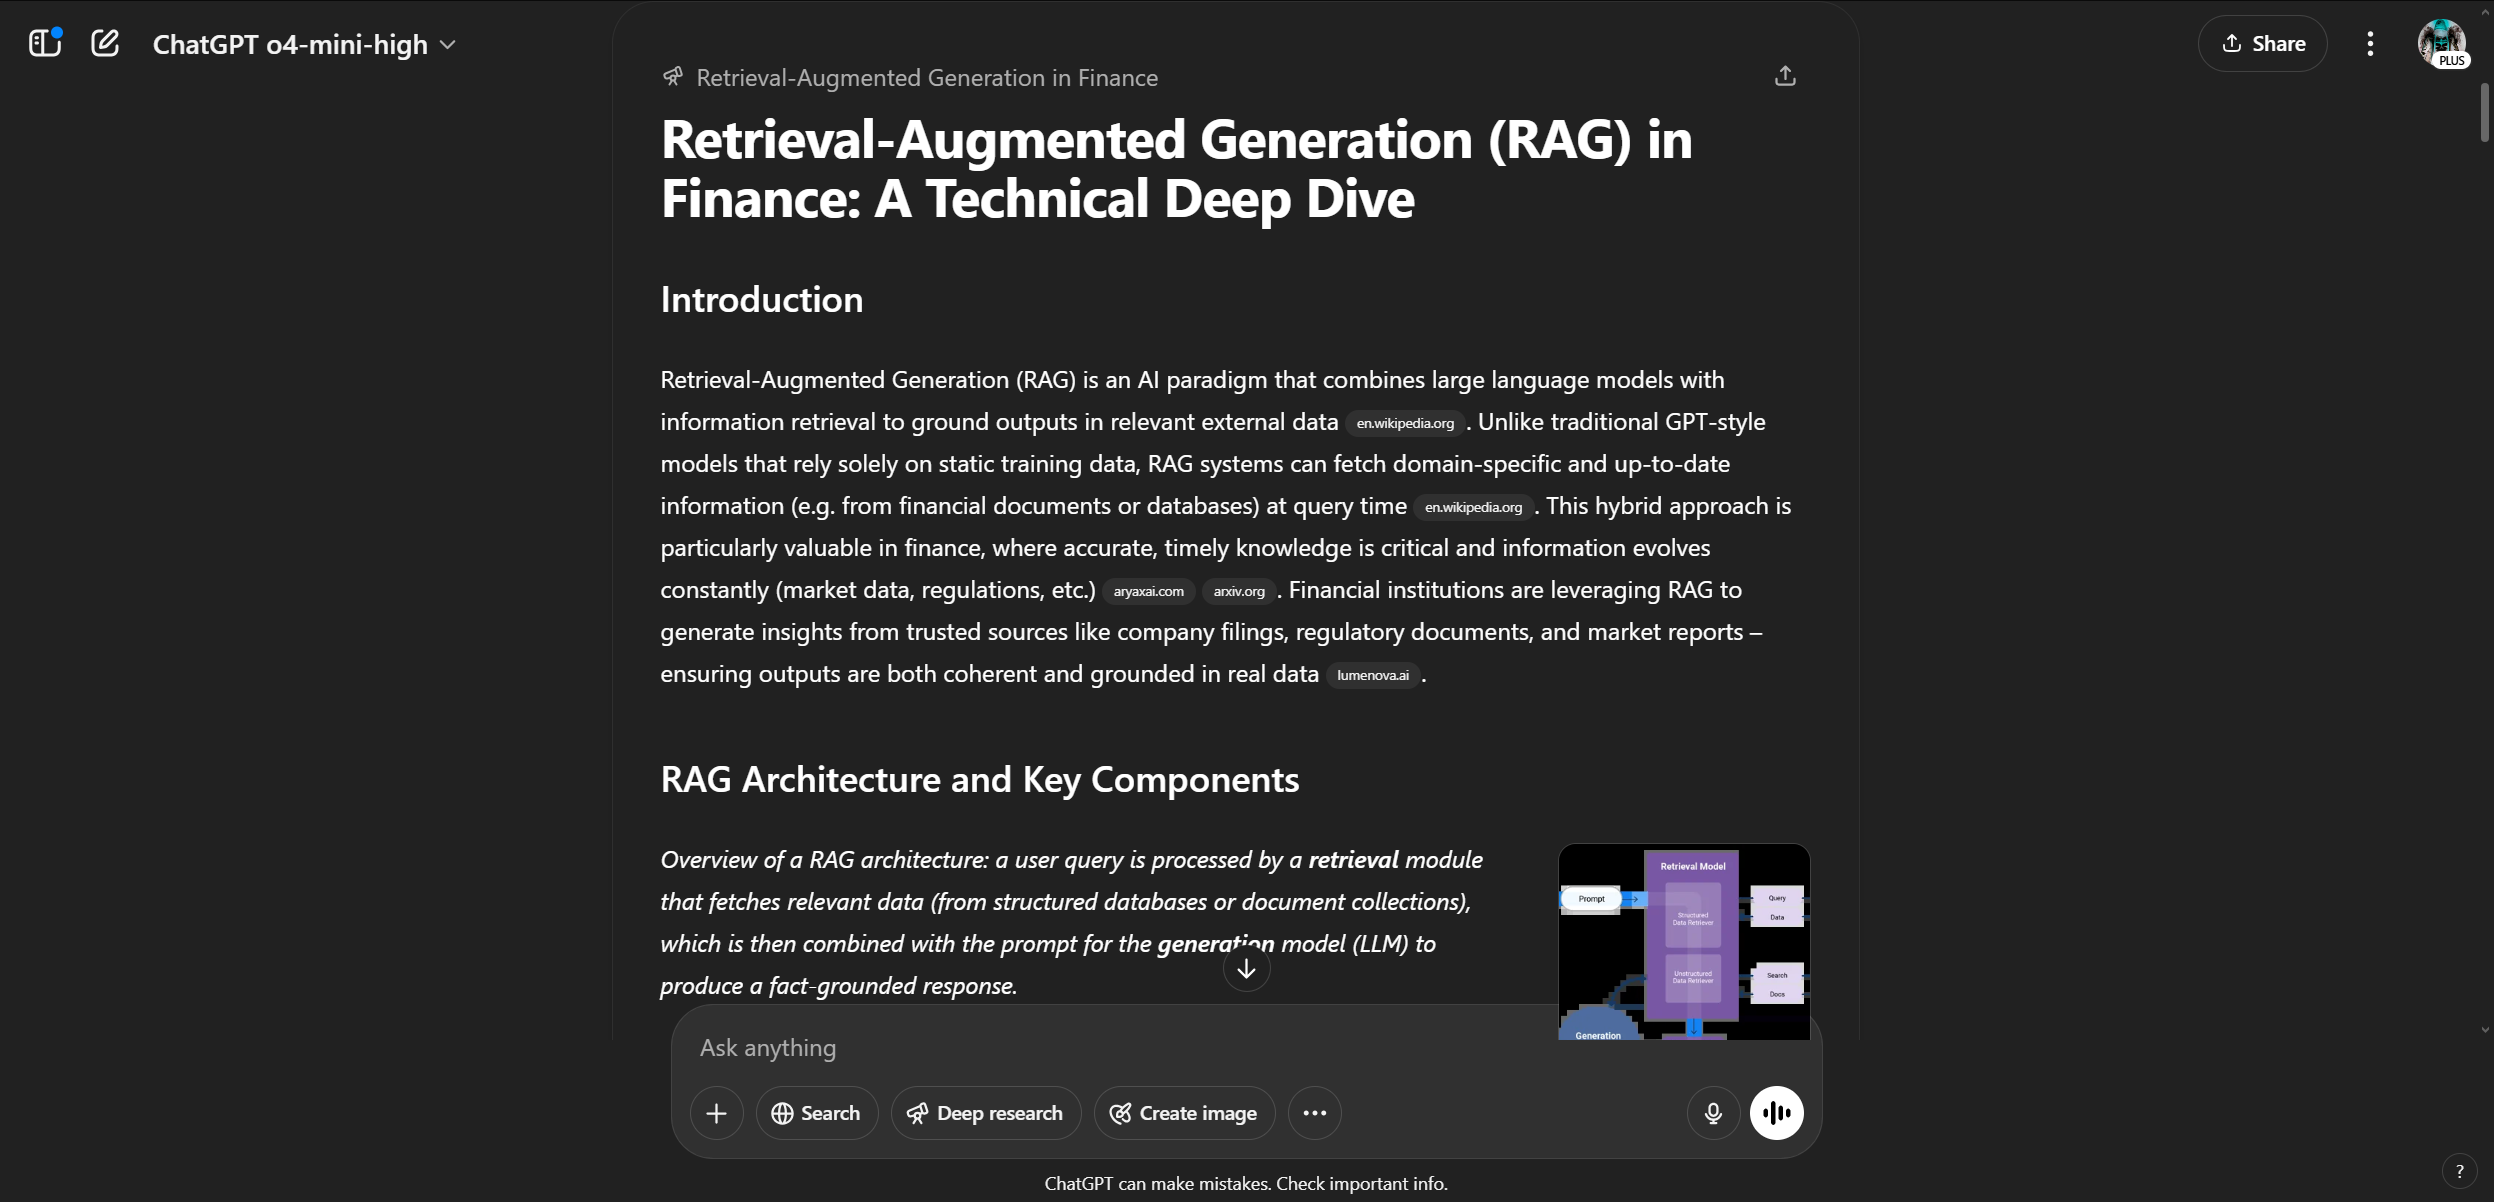 ChatGPT o4-mini-high
Share
PLUS
Retrieval-Augmented Generation in Finance
Retrieval-Augmented Generation (RAG) in
Finance: A Technical Deep Dive
Introduction
Retrieval-Augmented Generation (RAG) is an AI paradigm that combines large language models with
information retrieval to ground outputs in relevant external data en.wikipedia.org . Unlike traditional GPT-style
models that rely solely on static training data, RAG systems can fetch domain-specific and up-to-date
information (e.g. from financial documents or databases) at query time en.wikipedia.org . This hybrid approach is
particularly valuable in finance, where accurate, timely knowledge is critical and information evolves
constantly (market data, regulations, etc.) aryaxai.com arxiv.org . Financial institutions are leveraging RAG to
generate insights from trusted sources like company filings, regulatory documents, and market reports –
ensuring outputs are both coherent and grounded in real data lumenova.ai .
RAG Architecture and Key Components
Overview of a RAG architecture: a user query is processed by a retrieval module
that fetches relevant data (from structured databases or document collections),
which is then combined with the prompt for the generation model (LLM) to
produce a fact-grounded response.
Retrieval Model
Prompt
Structured
Data Retriever
Query
Data
Unstructured
Data Retriever
Search
Docs
Generation
Ask anything
Search
Deep research
Create image
ChatGPT can make mistakes. Check important info.
?